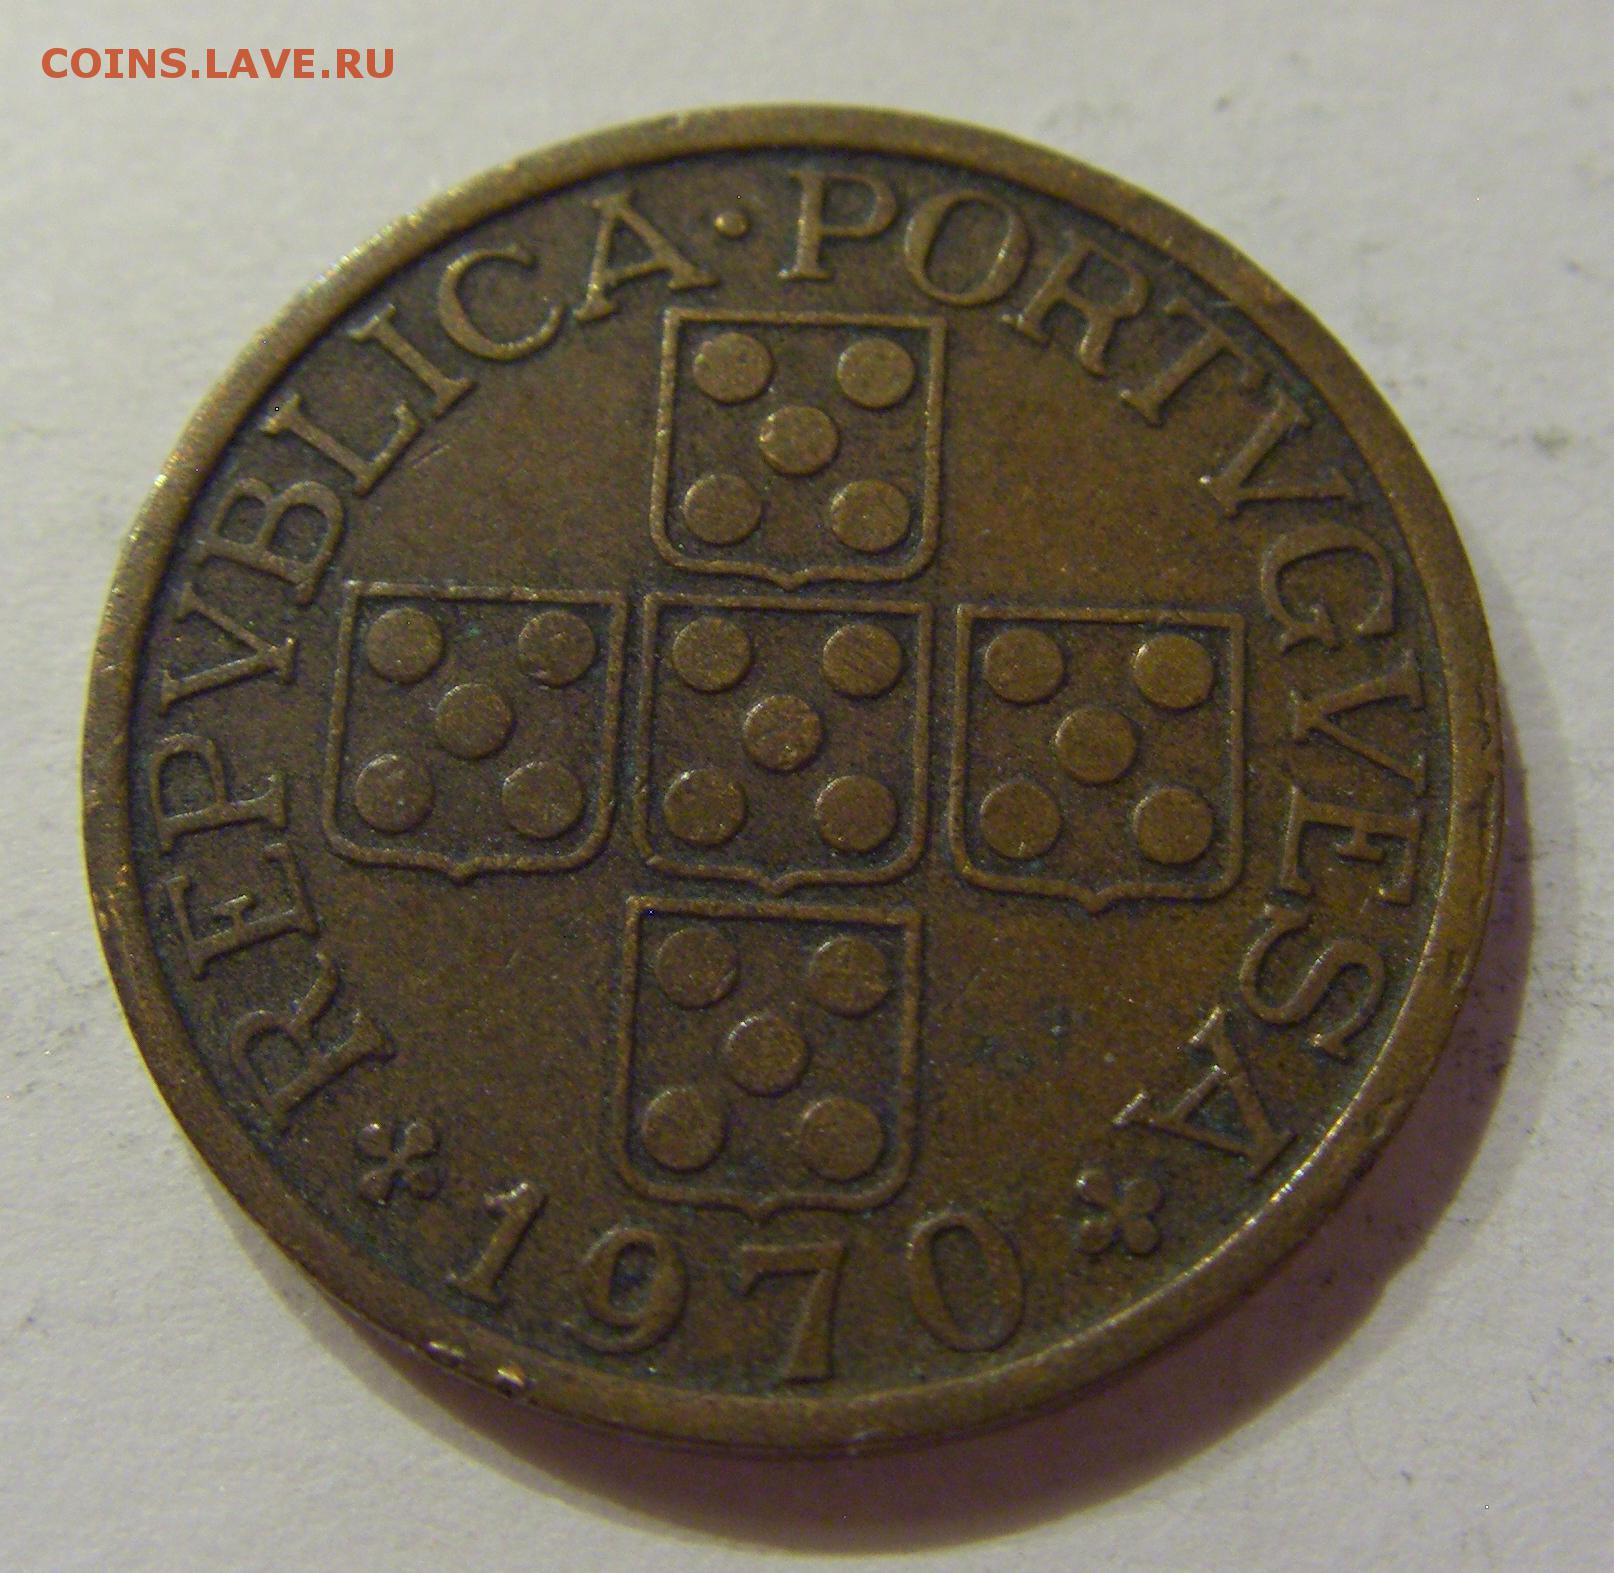 COINS.LAVE.RU
REPVBLICA · PORTVGVESA
1970